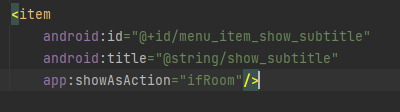 <item
android:id="@+id/menu_item_show_subtitle"
android:title="@string/show_subtitle"
app:showAsAction="ifRoom"/>